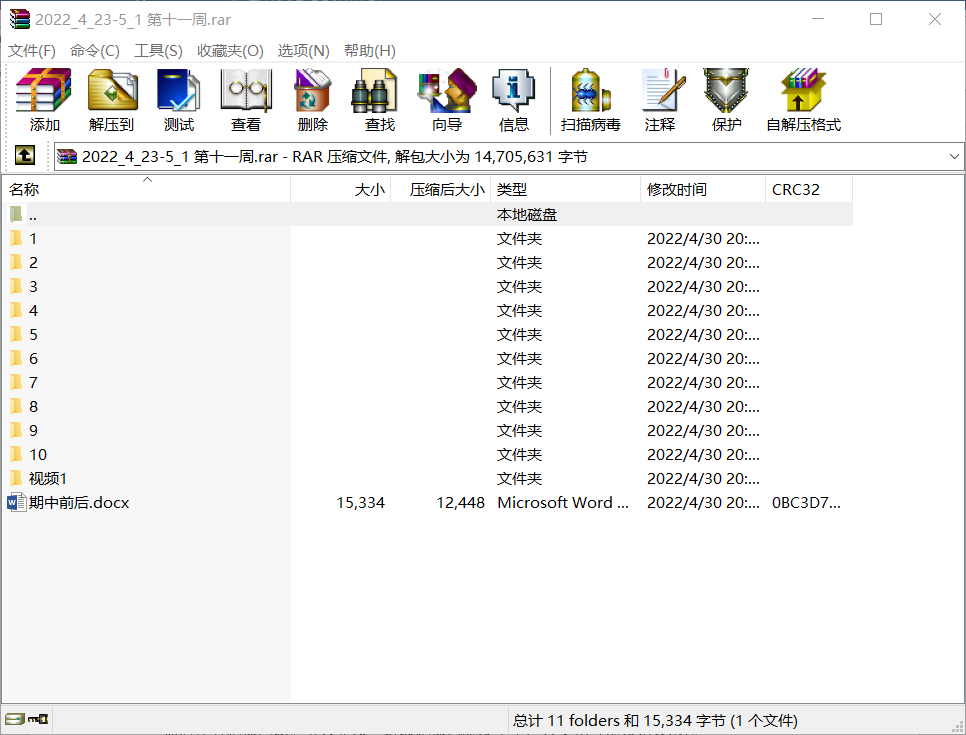 2022_4_23-5_1 第十一周.rar
文件(F) 命令(C) 工具(S) 收藏夹(O) 选项(N) 帮助(H)
添加 解压到 测试 查看 删除 查找 向导 信息 扫描病毒 注释 保护 自解压格式
2022_4_23-5_1 第十一周.rar - RAR 压缩文件, 解包大小为 14,705,631 字节
名称 大小 压缩后大小 类型 修改时间 CRC32
.. 本地磁盘
1 文件夹 2022/4/30 20:...
2 文件夹 2022/4/30 20:...
3 文件夹 2022/4/30 20:...
4 文件夹 2022/4/30 20:...
5 文件夹 2022/4/30 20:...
6 文件夹 2022/4/30 20:...
7 文件夹 2022/4/30 20:...
8 文件夹 2022/4/30 20:...
9 文件夹 2022/4/30 20:...
10 文件夹 2022/4/30 20:...
视频1 文件夹 2022/4/30 20:...
期中前后.docx 15,334 12,448 Microsoft Word ... 2022/4/30 20:... 0BC3D7...
总计 11 folders 和 15,334 字节 (1 个文件)